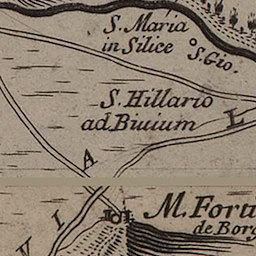 S. Maria
in Silice
S. Gio.
S. Hillario
ad Biuium
L
A
I
V
M. Fort
de Borg